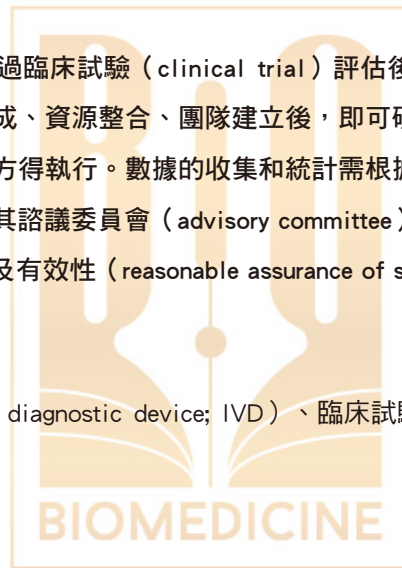 過臨床試驗（clinical trial）評估後
成、資源整合、團隊建立後，即可研
方得執行。數據的收集和統計需根據
其諮議委員會（advisory committee）
及有效性（reasonable assurance of s
diagnostic device; IVD）、臨床試驗
BIO
BIOMEDICINE